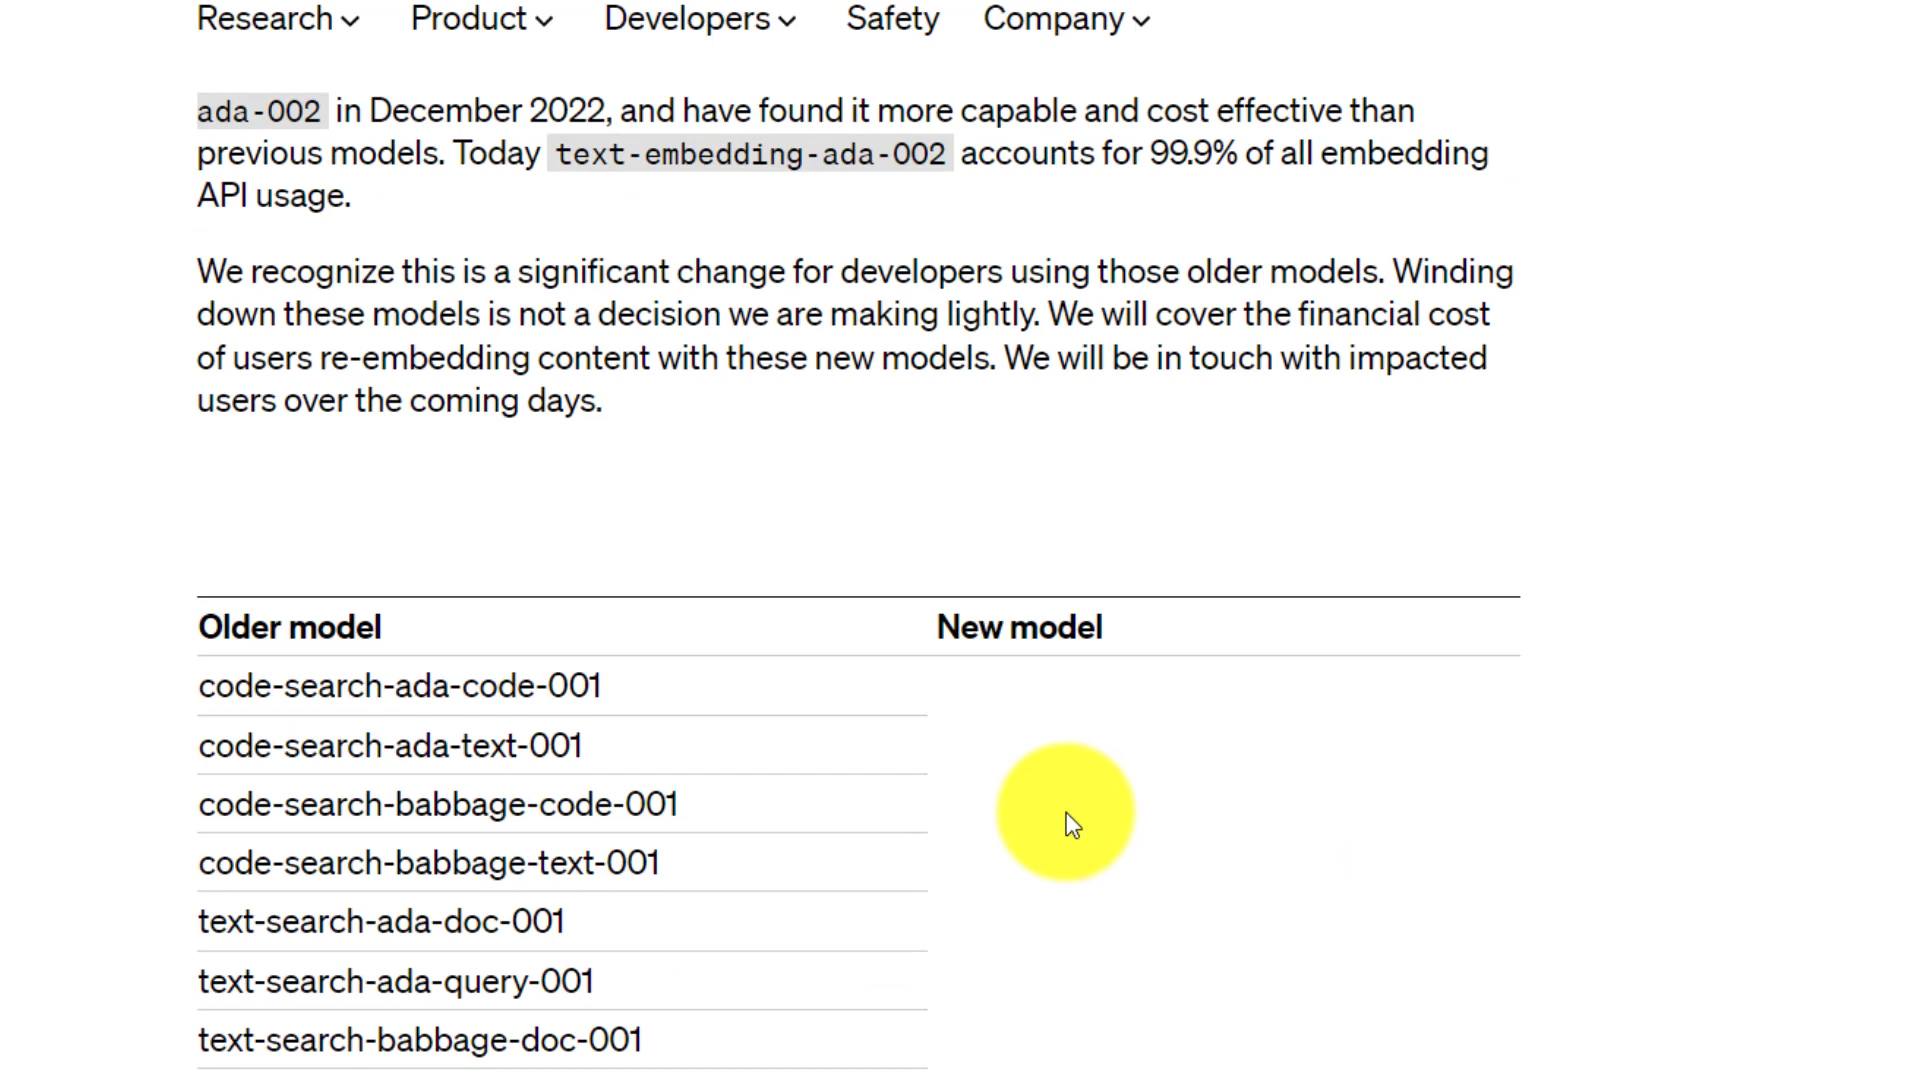 Research Product Developers Safety Company
ada-002 in December 2022, and have found it more capable and cost effective than
previous models. Today text-embedding-ada-002 accounts for 99.9% of all embedding
API usage.
We recognize this is a significant change for developers using those older models. Winding
down these models is not a decision we are making lightly. We will cover the financial cost
of users re-embedding content with these new models. We will be in touch with impacted
users over the coming days.
Older model New model
code-search-ada-code-001
code-search-ada-text-001
code-search-babbage-code-001
code-search-babbage-text-001
text-search-ada-doc-001
text-search-ada-query-001
text-search-babbage-doc-001